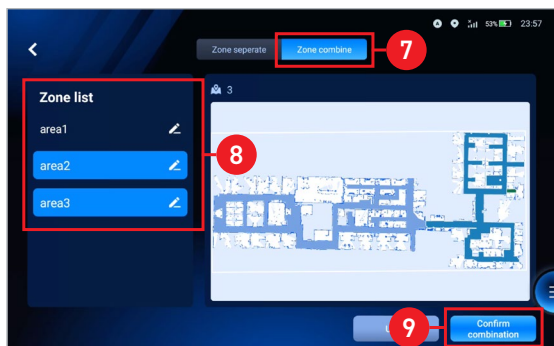 53% 23:57
Zone seperate Zone combine 7
Zone list
3
area1
area2
area3
8
9
Confirm
combination